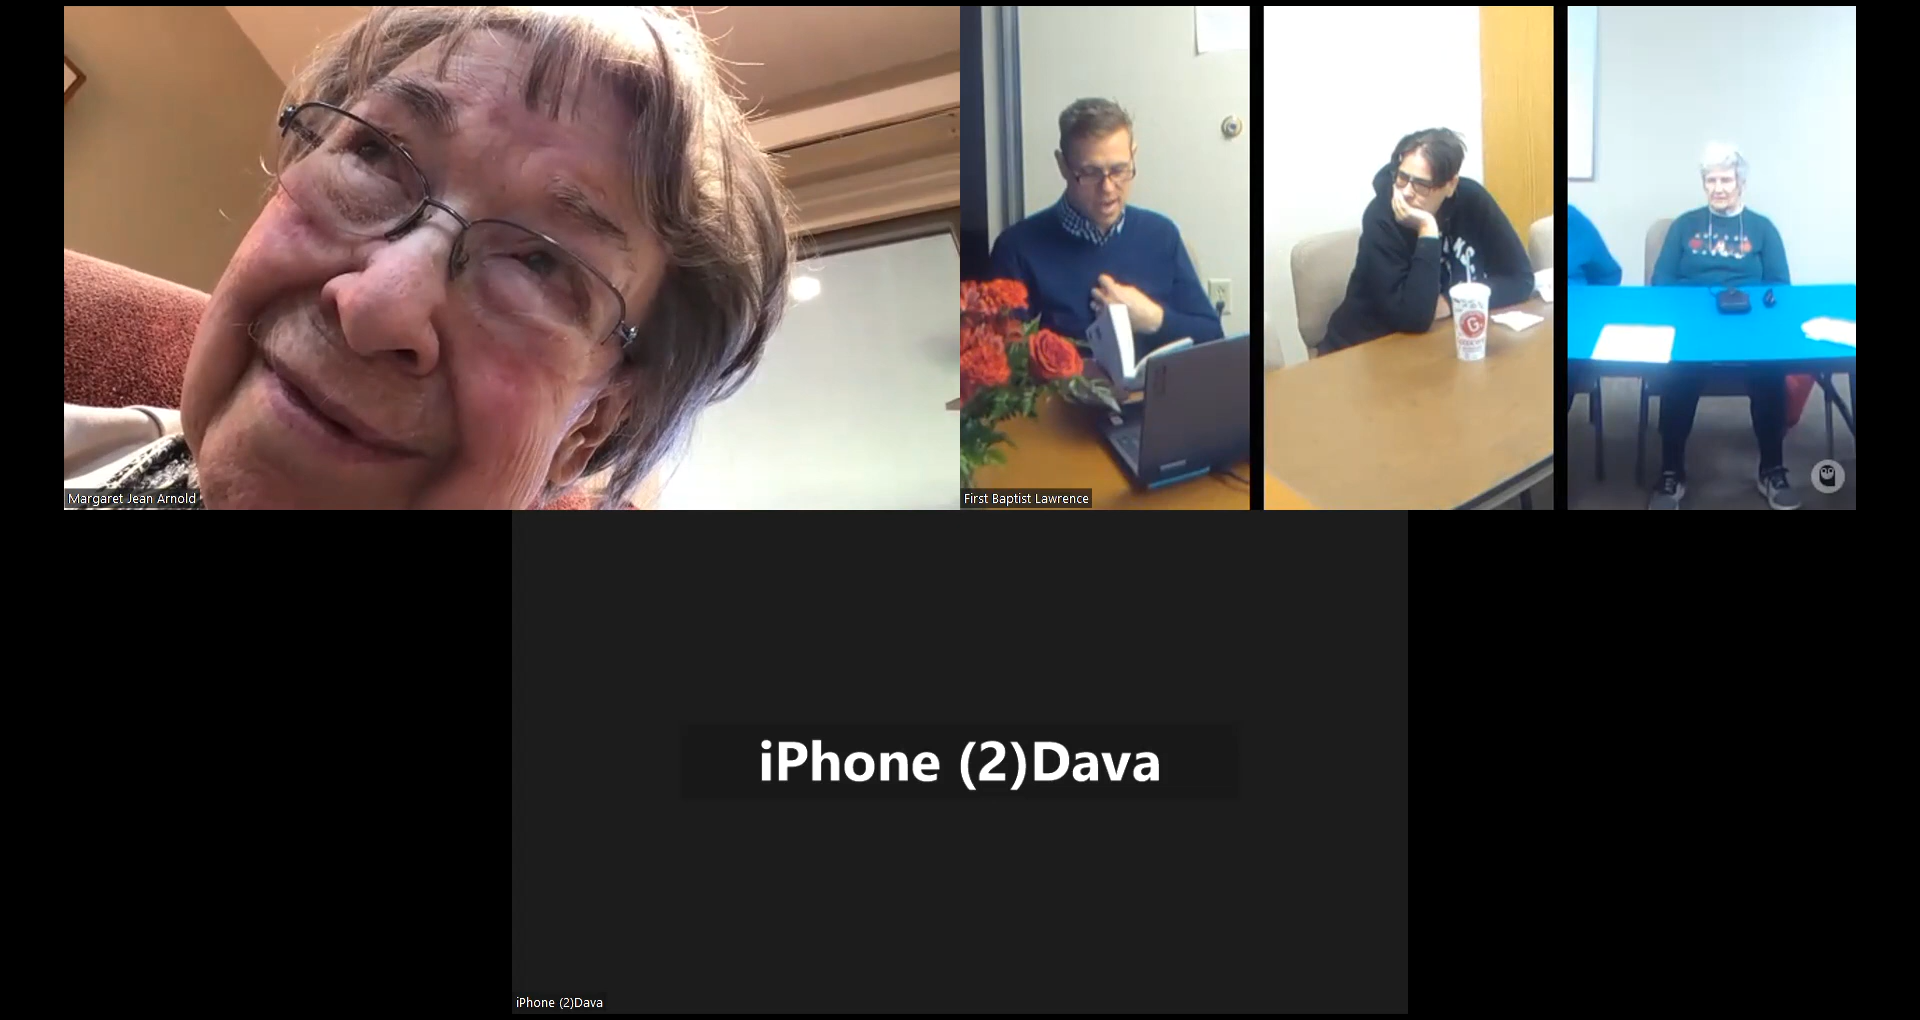 Margaret Jean Arnold
First Baptist Lawrence
G
iPhone (2)Dava
iPhone (2)Dava